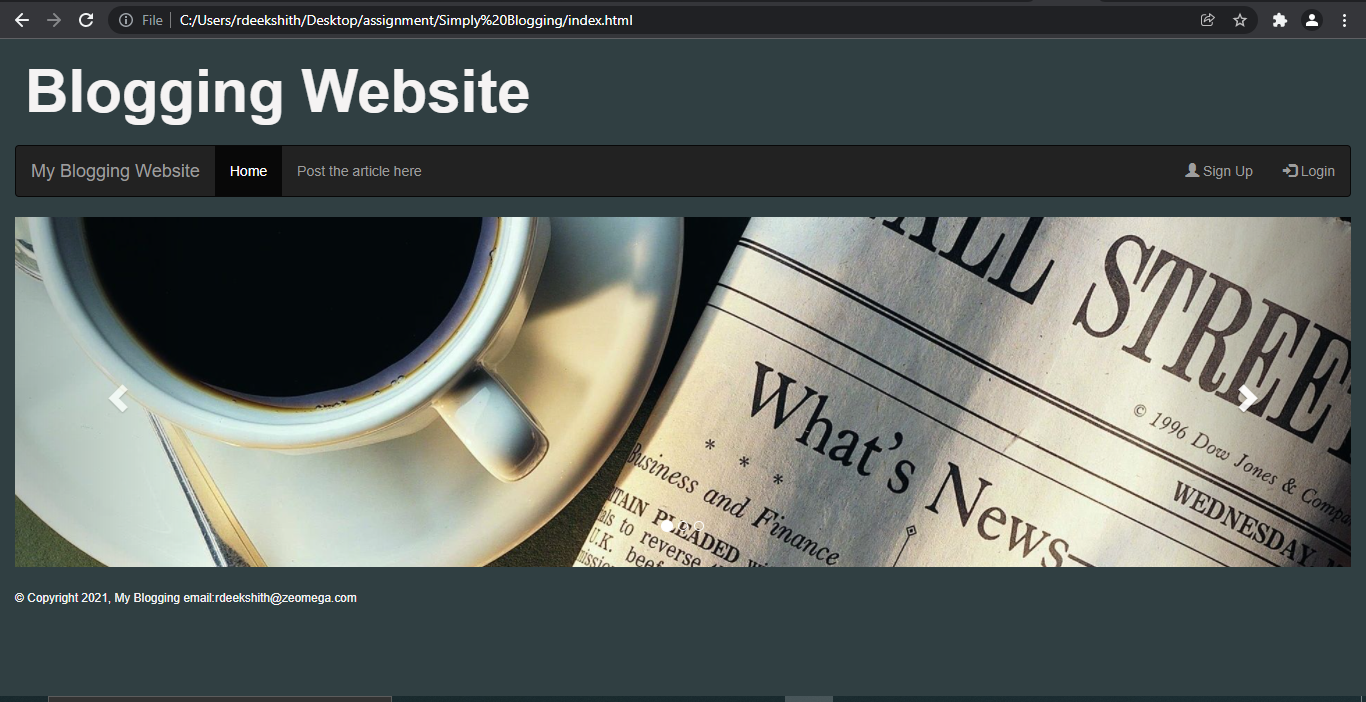 File | C:/Users/rdeekshith/Desktop/assignment/Simply%20Blogging/index.html
Blogging Website
My Blogging Website Home Post the article here Sign Up Login
ALL STREET
© 1996 Dow Jones & Compa
What's News—
* * *
Business and Finance
WEDNESDAY,
TAIN PLEADED
als to reverse
U.K. beef
© Copyright 2021, My Blogging email:rdeekshith@zeomega.com